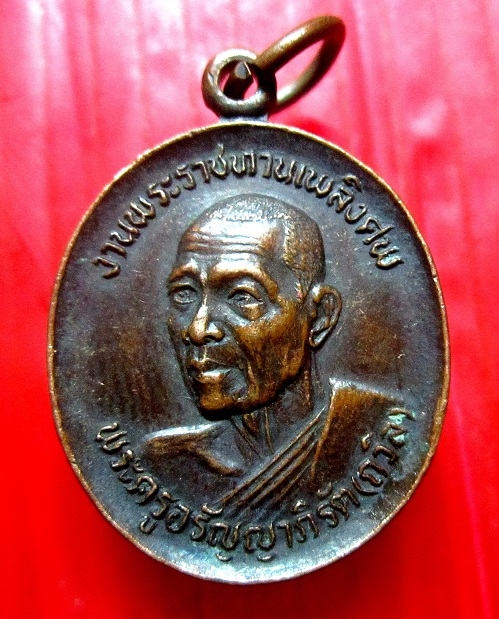 งานพระราชทานเพลิงศพ
พระครูอรัญญาภิรัต(ถวิล)